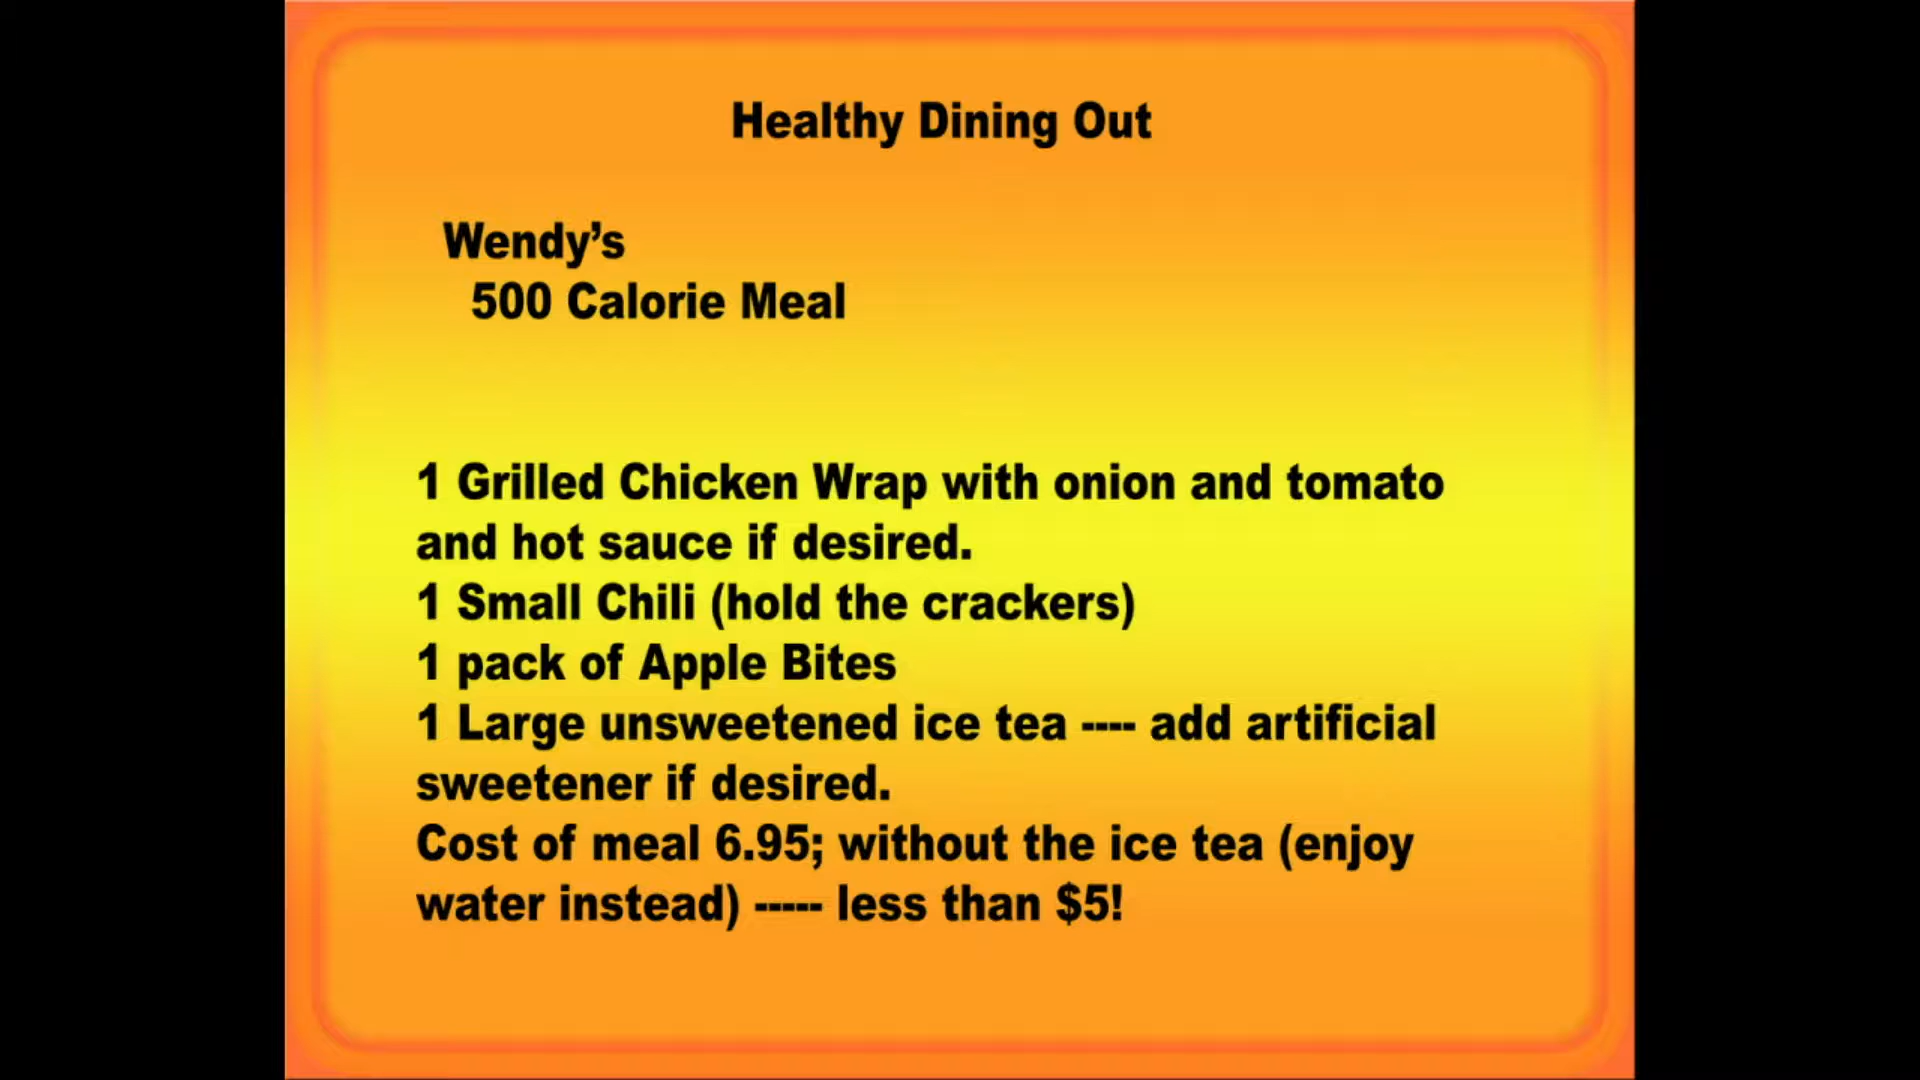 Healthy Dining Out
Wendy’s
500 Calorie Meal
1 Grilled Chicken Wrap with onion and tomato
and hot sauce if desired.
1 Small Chili (hold the crackers)
1 pack of Apple Bites
1 Large unsweetened ice tea ---- add artificial
sweetener if desired.
Cost of meal 6.95; without the ice tea (enjoy
water instead) ----- less than $5!